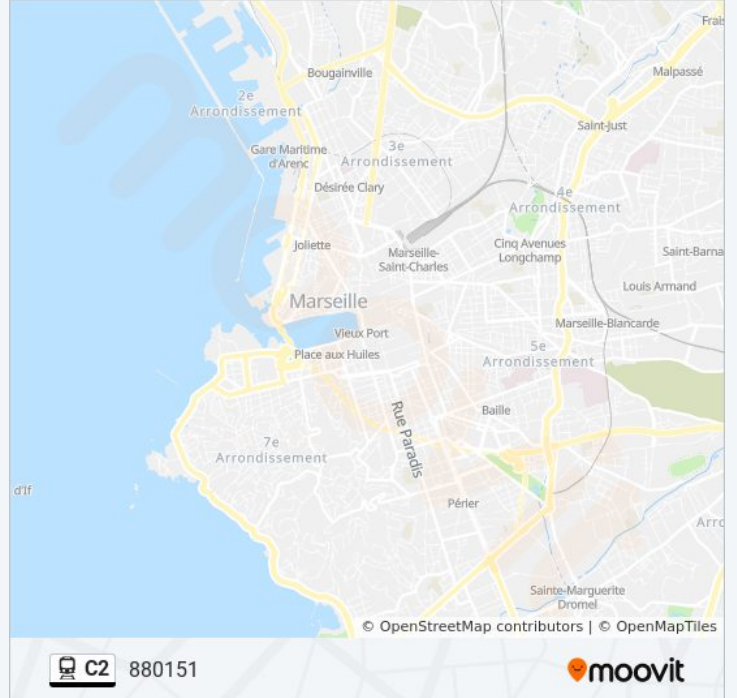 Frais
Bougainville
Malpassé
2e
Arrondissement
Saint-Just
Gare Maritime
d'Arenc
3e
Arrondissement
Désirée Clary
4e
Arrondissement
Joliette
Marseille-
Saint-Charles
Cinq Avenues
Longchamp
Saint-Barna
Louis Armand
Marseille
Vieux Port
Marseille-Blancarde
Place aux Huiles
5e
Arrondissement
Rue Paradis
Baille
7e
Arrondissement
d'If
Périer
Arro
Sainte-Marguerite
Dromel
© OpenStreetMap contributors | © OpenMapTiles
C2 880151
moovit